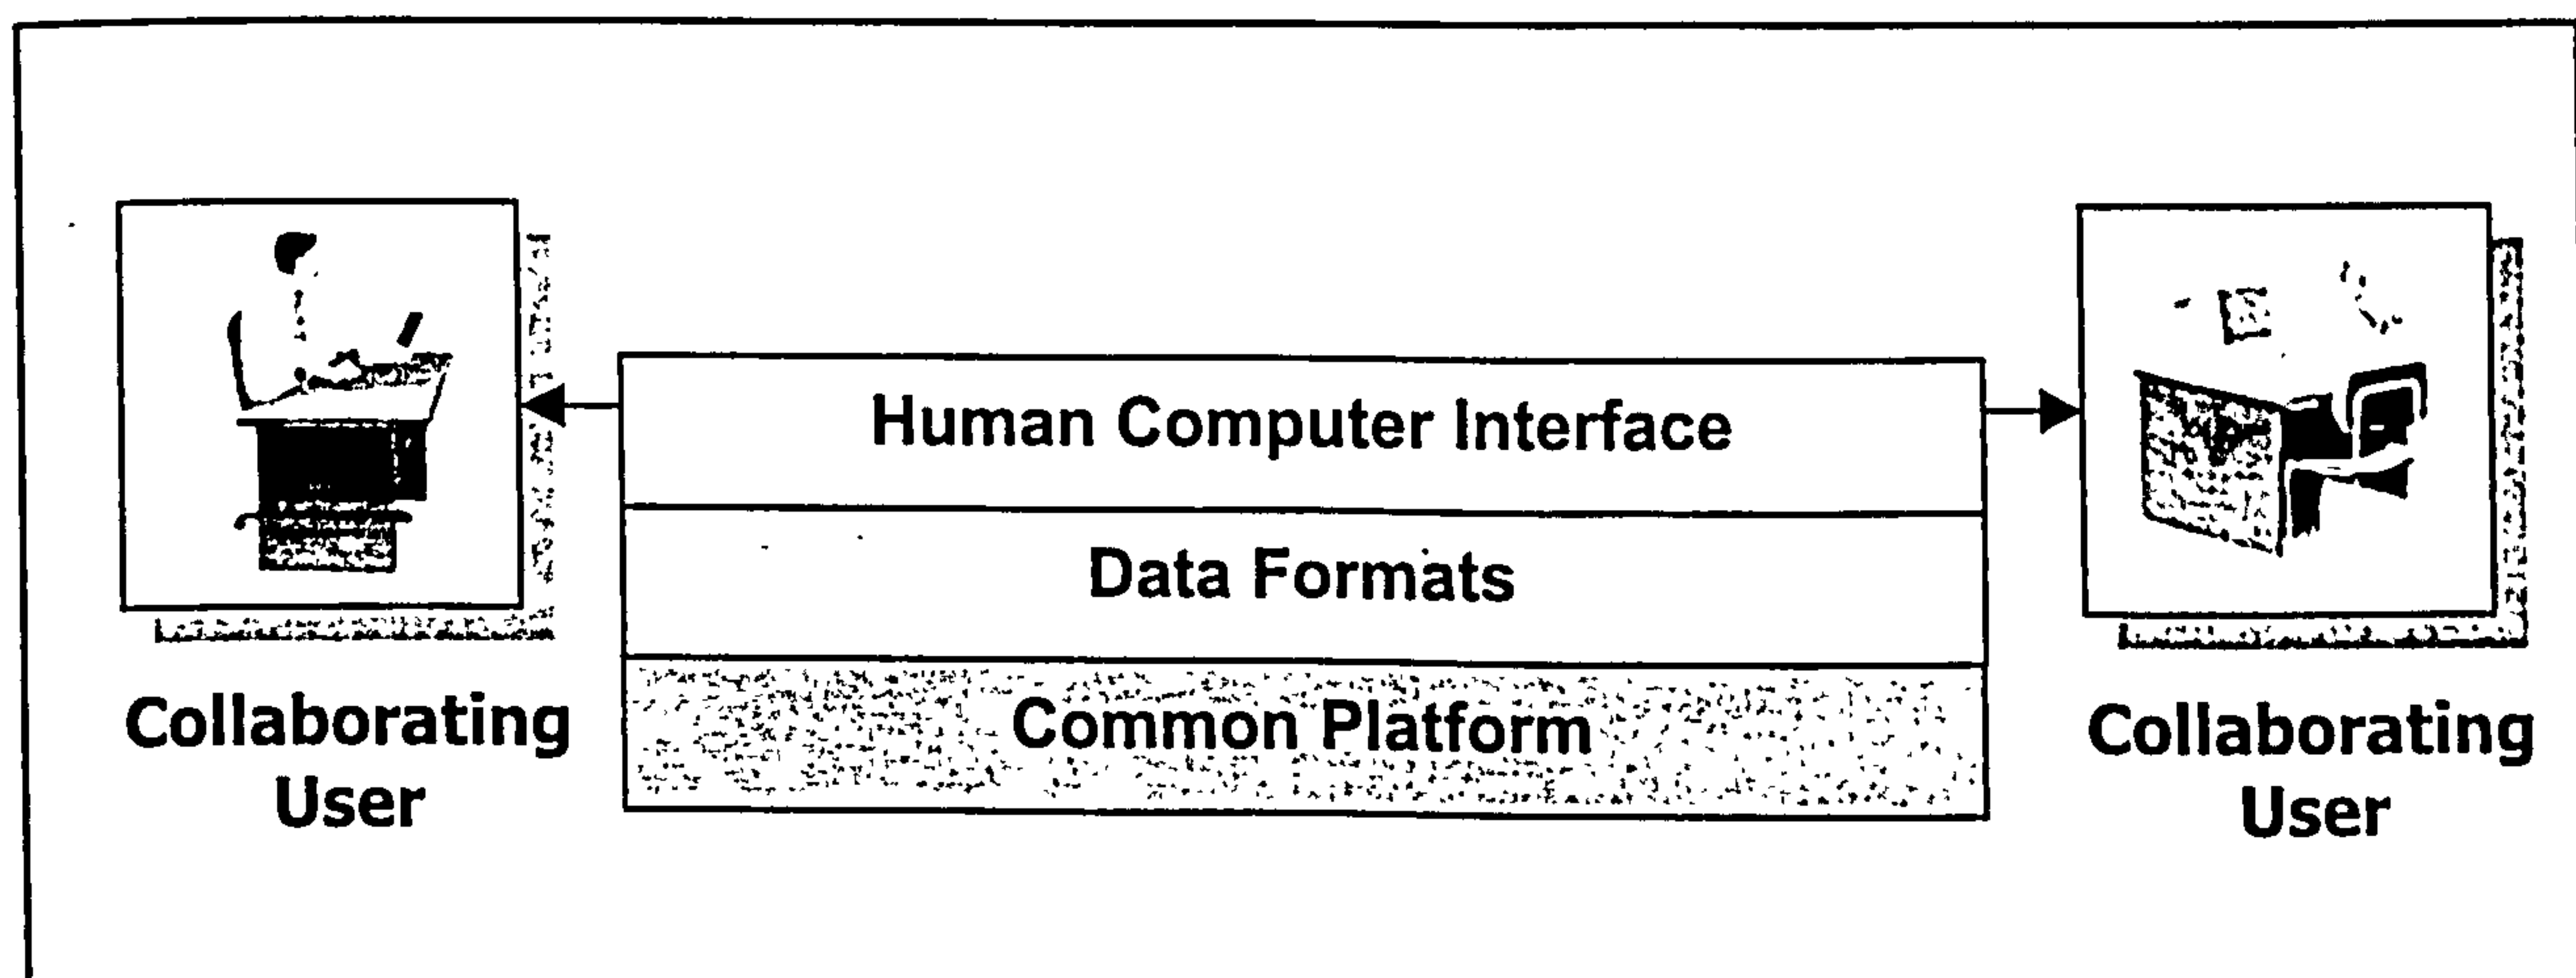 Human Computer Interface
Data Formats
Common Platform
Collaborating
User
Collaborating
User